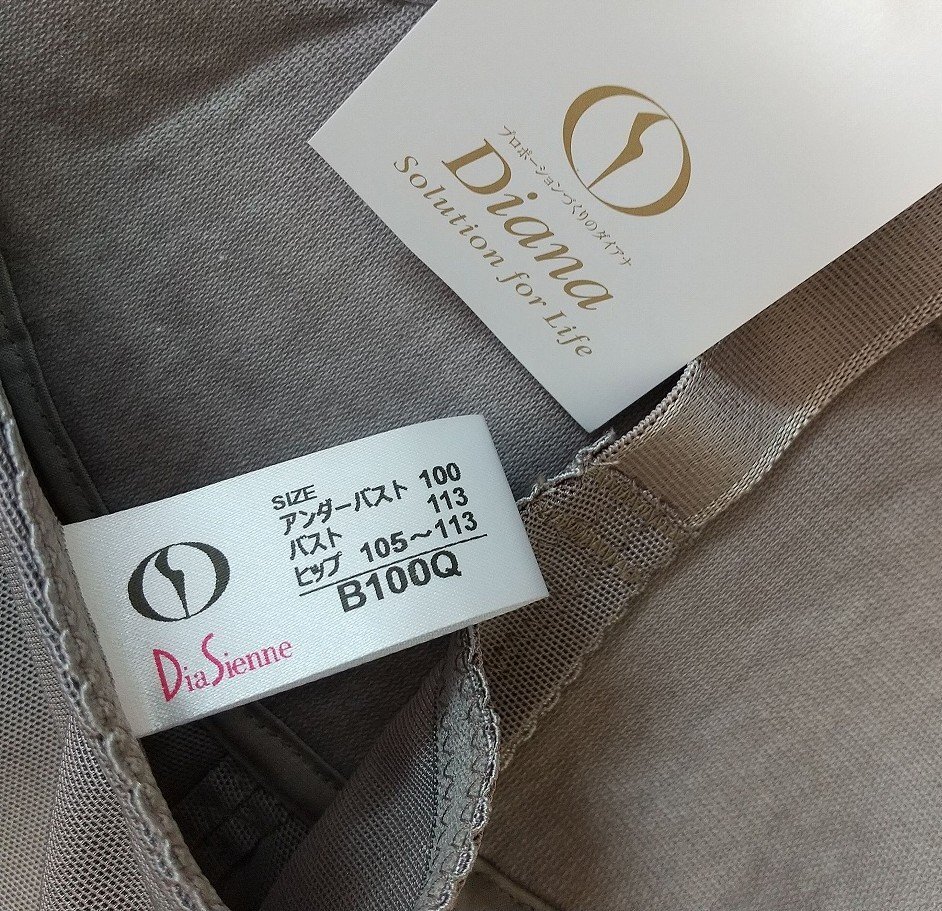 プロポーションづくりのダイアナ
Diana
Solution for Life
SIZE
アンダーバスト 100
バスト 113
ヒップ 105～113
B100Q
DiaSienne